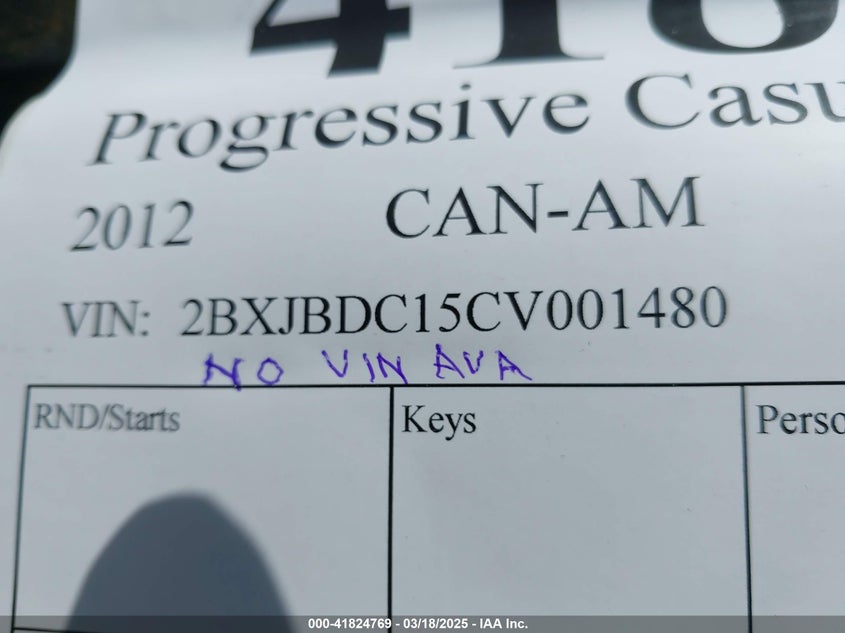 418
Progressive Casu
2012 CAN-AM
VIN: 2BXJBDC15CV001480
NO VIN AVA
RND/Starts Keys Perso
000-41824769 - 03/18/2025 - IAA Inc.